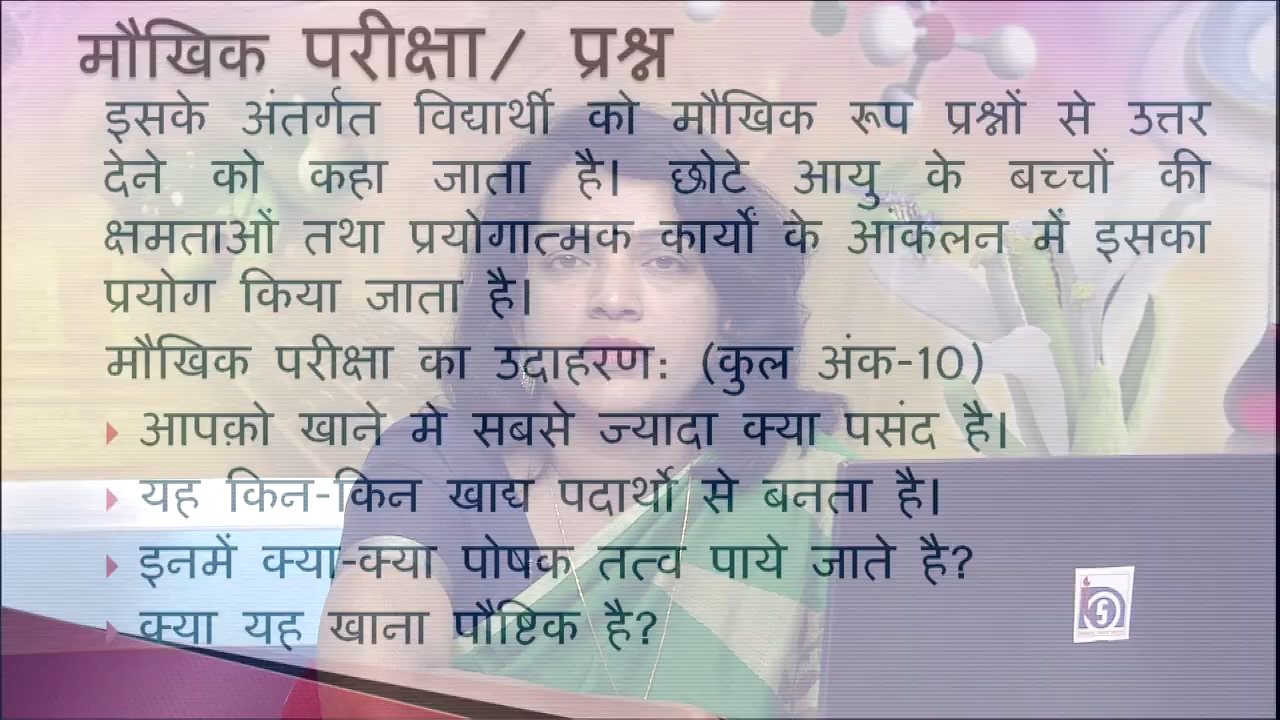 मौखिक परीक्षा/ प्रश्न
इसके अंतर्गत विद्यार्थी को मौखिक रूप प्रश्नों से उत्तर
देने को कहा जाता है। छोटे आयु के बच्चों की
क्षमताओं तथा प्रयोगात्मक कार्यों के आंकलन में इसका
प्रयोग किया जाता है।
मौखिक परीक्षा का उदाहरण: (कुल अंक-10)
आपको़ खाने मे सबसे ज्यादा क्या पसंद है।
यह किन-किन खाद्य पदार्थो से बनता है।
इनमें क्या-क्या पोषक तत्व पाये जाते है?
क्या यह खाना पौष्टिक है?